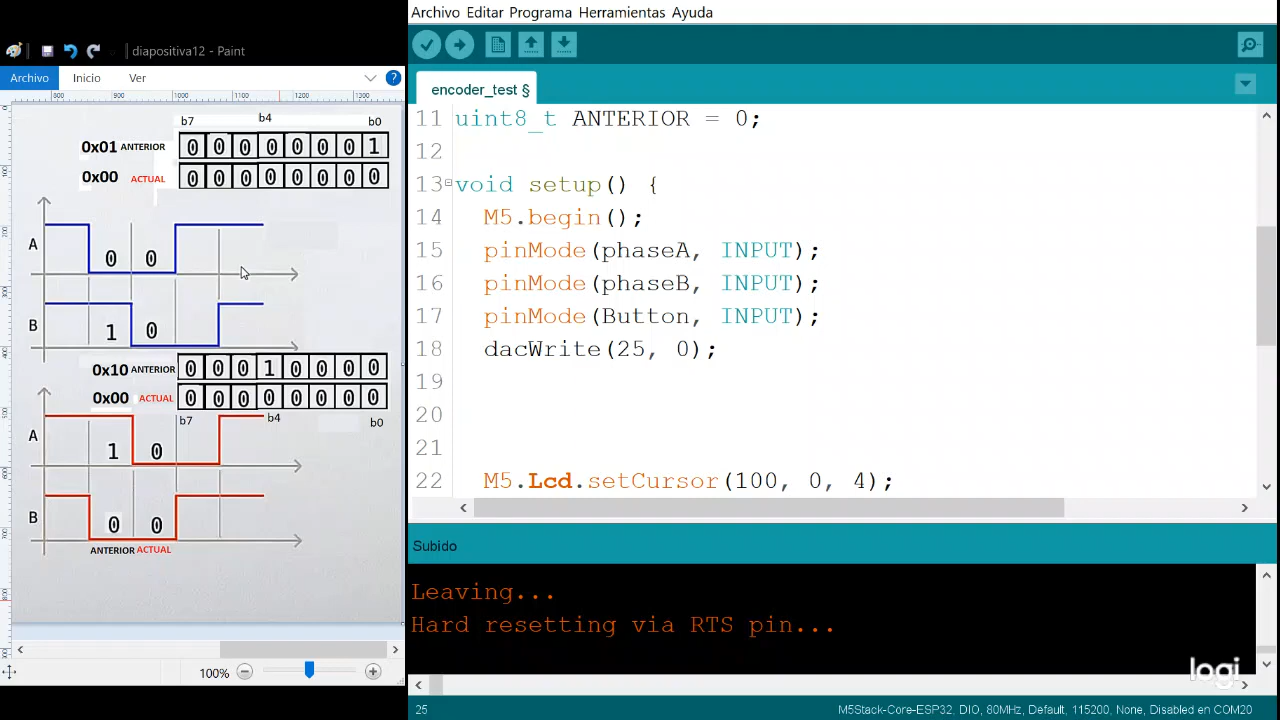 diapositiva12 - Paint
Archivo Inicio Ver
800 900 1000 1100 1200 1300
b7 b4 b0
0x01 ANTERIOR 0 0 0 0 0 0 0 1
0x00 ACTUAL 0 0 0 0 0 0 0 0
A 0 0
B 1 0
0x10 ANTERIOR 0 0 0 1 0 0 0 0
0x00 ACTUAL 0 0 0 0 0 0 0 0
b7 b4 b0
A 1 0
B 0 0
ANTERIOR ACTUAL
100%
Archivo Editar Programa Herramientas Ayuda
encoder_test §
11 uint8_t ANTERIOR = 0;
12
13 void setup() {
14 M5.begin();
15 pinMode(phaseA, INPUT);
16 pinMode(phaseB, INPUT);
17 pinMode(Button, INPUT);
18 dacWrite(25, 0);
19
20
21
22 M5.Lcd.setCursor(100, 0, 4);
Subido
Leaving...
Hard resetting via RTS pin...
logi
25 M5Stack-Core-ESP32, DIO, 80MHz, Default, 115200, None, Disabled en COM20